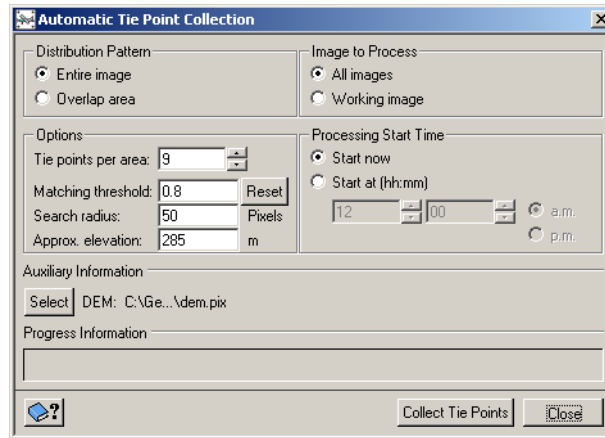 Automatic Tie Point Collection
Distribution Pattern
Entire image
Overlap area
Image to Process
All images
Working image
Options
Tie points per area: 9
Matching threshold: 0.8 Reset
Search radius: 50 Pixels
Approx. elevation: 285 m
Processing Start Time
Start now
Start at (hh:mm)
12 00 a.m.
p.m.
Auxiliary Information
Select DEM: C:\Ge...\dem.pix
Progress Information
?
Collect Tie Points Close